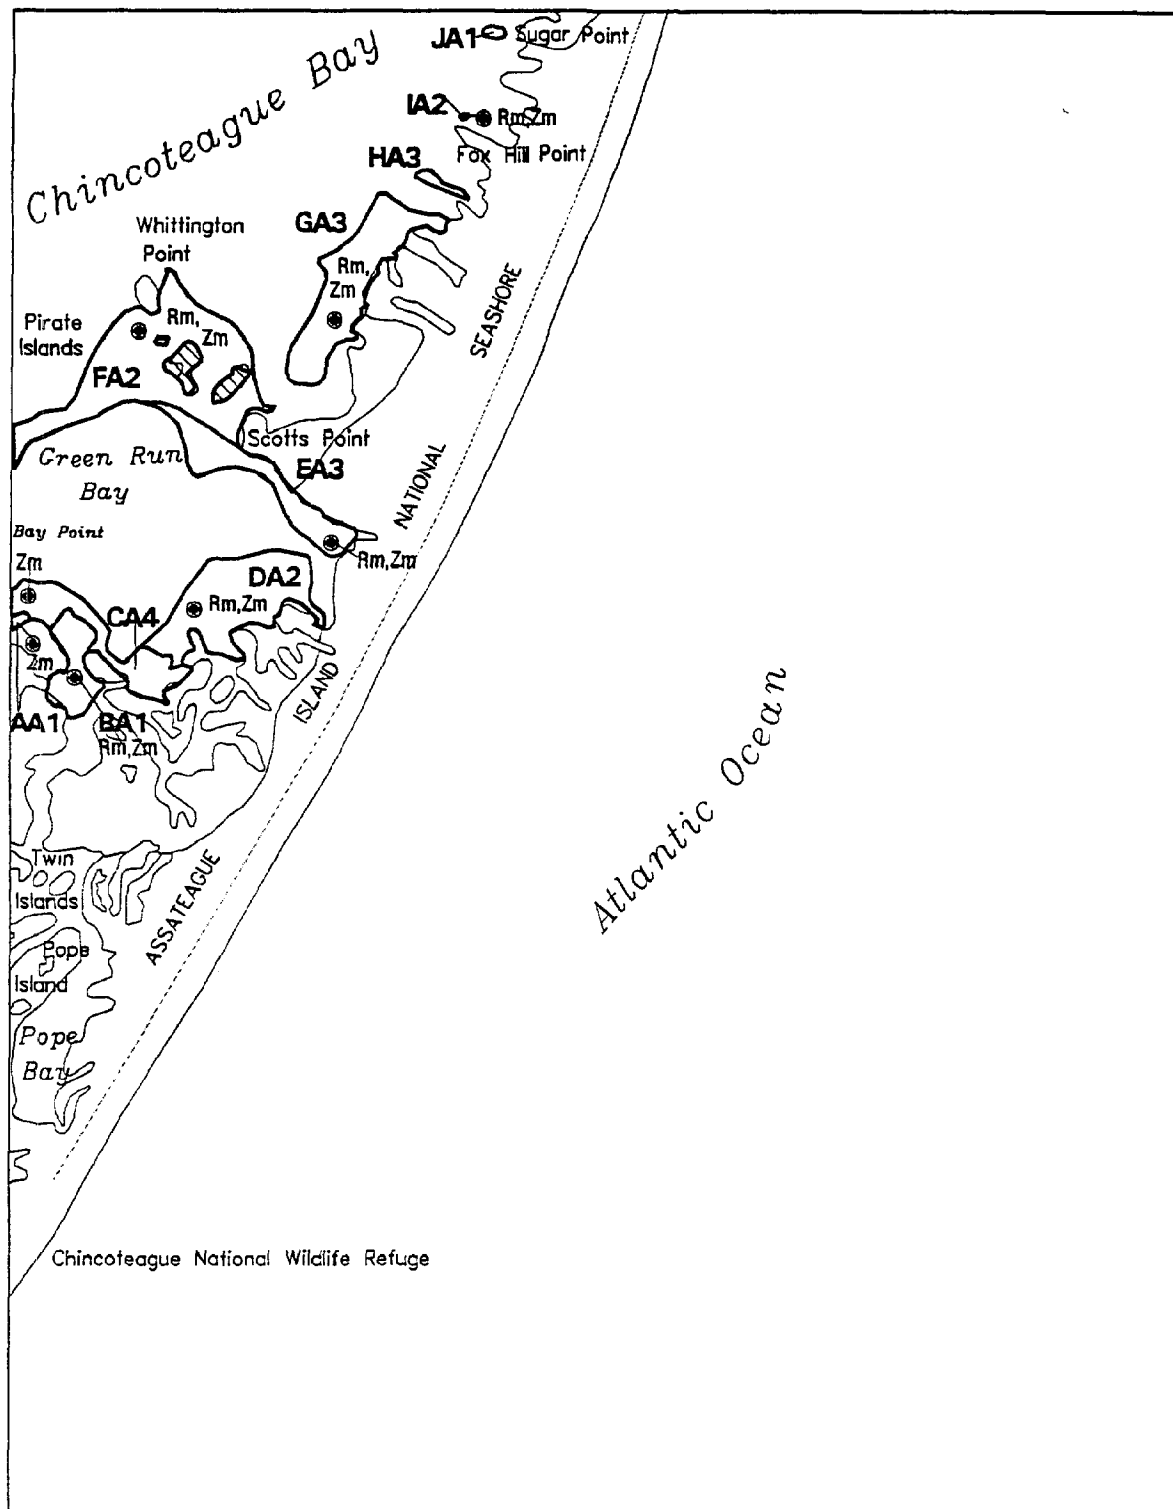 JA1
Sugar Point
Chincoteague Bay
IA2
Rm,Zm
Fox Hill Point
HA3
GA3
Whittington
Point
Rm,
Zm
Rm,
Zm
Pirate
Islands
FA2
SEASHORE
Scotts Point
Green Run
Bay
EA3
NATIONAL
Bay Point
Zm
Rm,Zm
DA2
Rm,Zm
CA4
Zm
ISLAND
AA1
BA1
Rm,Zm
Atlantic Ocean
Twin
Islands
ASSATEAGUE
Pope
Island
Pope
Bay
Chincoteague National Wildlife Refuge